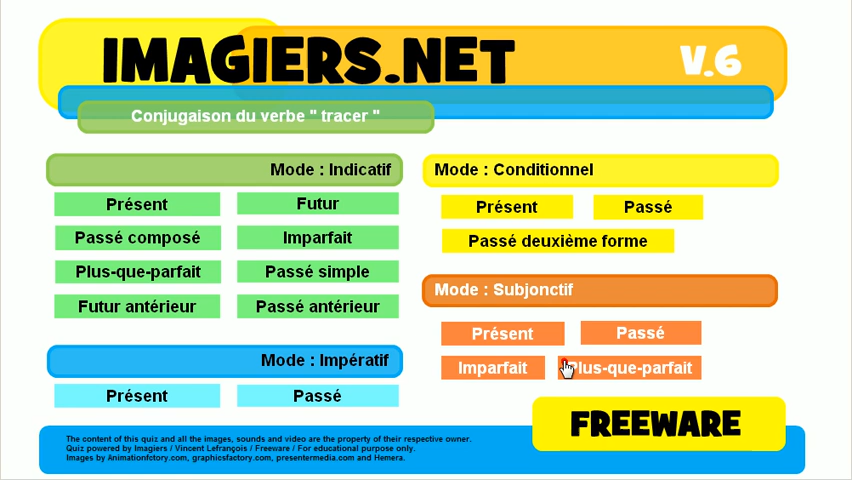 IMAGIERS.NET
V.6
Conjugaison du verbe " tracer "
Mode : Indicatif
Présent
Futur
Passé composé
Imparfait
Plus-que-parfait
Passé simple
Futur antérieur
Passé antérieur
Mode : Impératif
Présent
Passé
Mode : Conditionnel
Présent
Passé
Passé deuxième forme
Mode : Subjonctif
Présent
Passé
Imparfait
Plus-que-parfait
FREEWARE
The content of this quiz and all the images, sounds and video are the property of their respective owner.
Quiz powered by Imagiers / Vincent Lefrançois / Freeware / For educational purpose only.
Images by Animationfctory.com, graphicsfactory.com, presentermedia.com and Hemera.